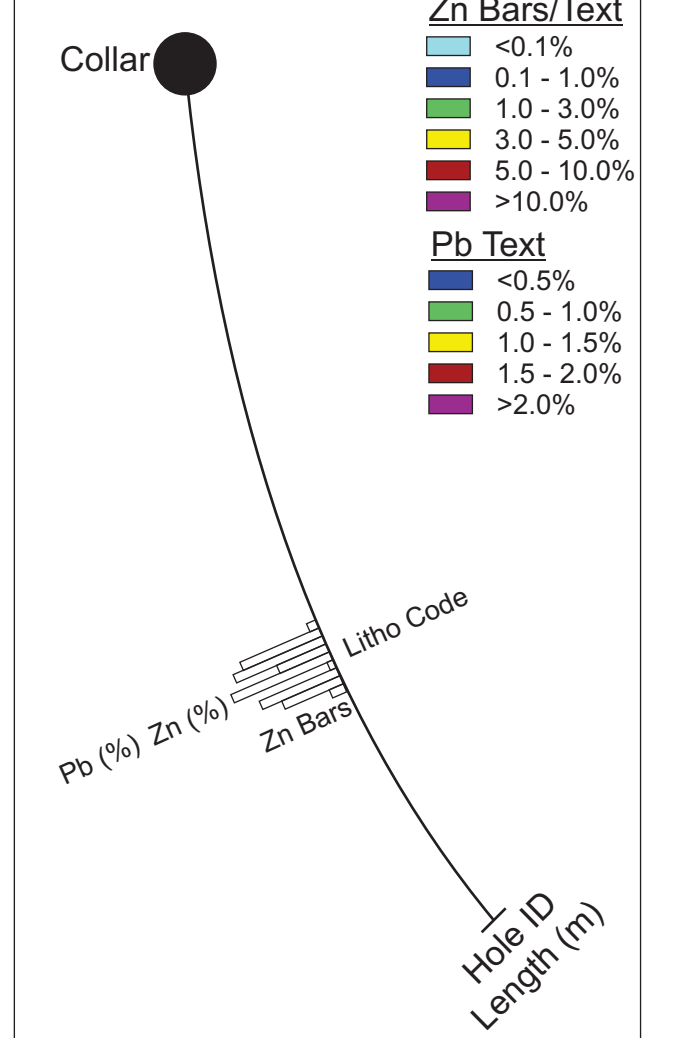 Zn Bars/Text
<0.1%
0.1 - 1.0%
1.0 - 3.0%
3.0 - 5.0%
5.0 - 10.0%
>10.0%
Pb Text
<0.5%
0.5 - 1.0%
1.0 - 1.5%
1.5 - 2.0%
>2.0%
Collar
Litho Code
Pb (%) Zn (%)
Zn Bars
Hole ID
Length (m)